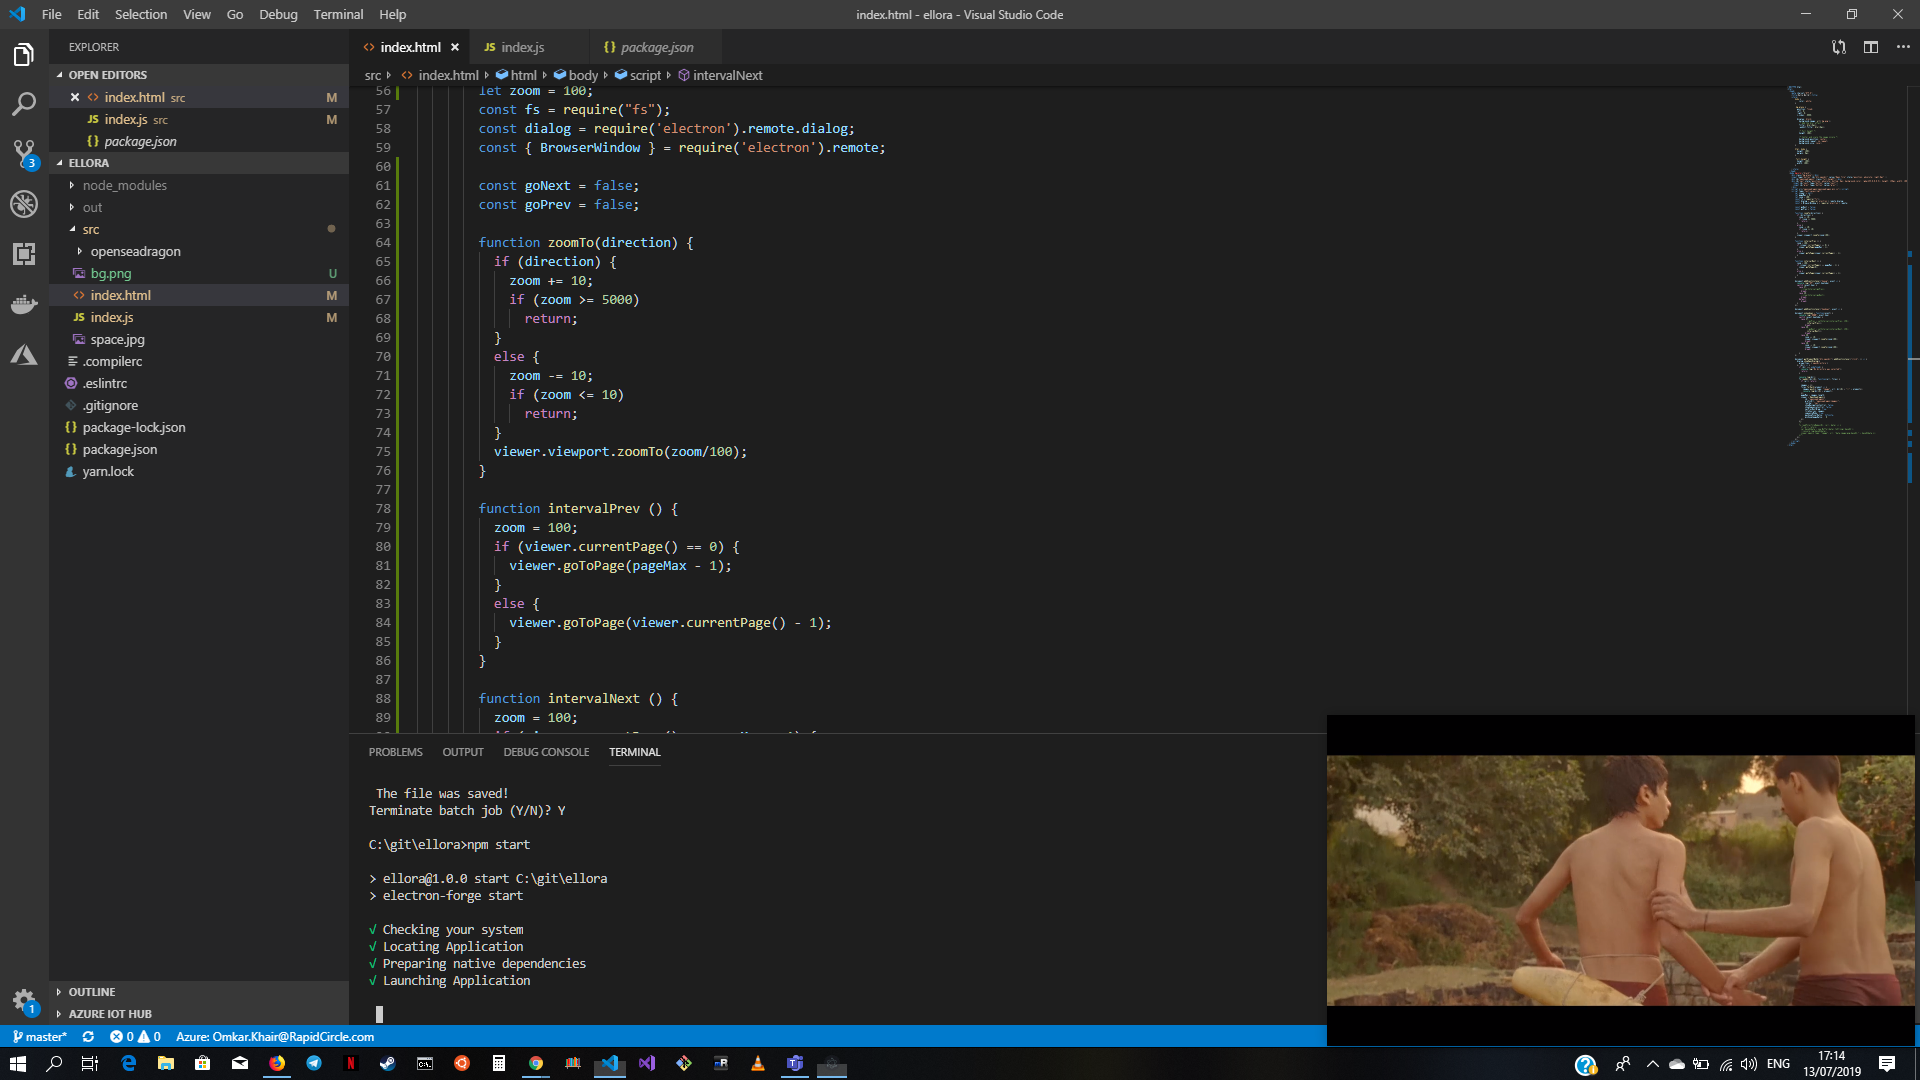 File Edit Selection View Go Debug Terminal Help
index.html - ellora - Visual Studio Code
EXPLORER
OPEN EDITORS
index.html src M
JS index.js src M
{} package.json
3
ELLORA
node_modules
out
src
openseadragon
bg.png U
index.html M
JS index.js M
space.jpg
.compilerc
.eslintrc
.gitignore
{} package-lock.json
{} package.json
yarn.lock
OUTLINE
AZURE IOT HUB
1
index.html JS index.js {} package.json
src index.html html body script intervalNext
56 let zoom = 100;
57 const fs = require("fs");
58 const dialog = require('electron').remote.dialog;
59 const { BrowserWindow } = require('electron').remote;
60
61 const goNext = false;
62 const goPrev = false;
63
64 function zoomTo(direction) {
65 if (direction) {
66 zoom += 10;
67 if (zoom >= 5000)
68 return;
69 }
70 else {
71 zoom -= 10;
72 if (zoom <= 10)
73 return;
74 }
75 viewer.viewport.zoomTo(zoom/100);
76 }
77
78 function intervalPrev () {
79 zoom = 100;
80 if (viewer.currentPage() == 0) {
81 viewer.goToPage(pageMax - 1);
82 }
83 else {
84 viewer.goToPage(viewer.currentPage() - 1);
85 }
86 }
87
88 function intervalNext () {
89 zoom = 100;
PROBLEMS OUTPUT DEBUG CONSOLE TERMINAL
The file was saved!
Terminate batch job (Y/N)? Y
C:\git\ellora>npm start
> ellora@1.0.0 start C:\git\ellora
> electron-forge start
√ Checking your system
√ Locating Application
√ Preparing native dependencies
√ Launching Application
master* 0 0 Azure: Omkar.Khair@RapidCircle.com
ENG
17:14
13/07/2019